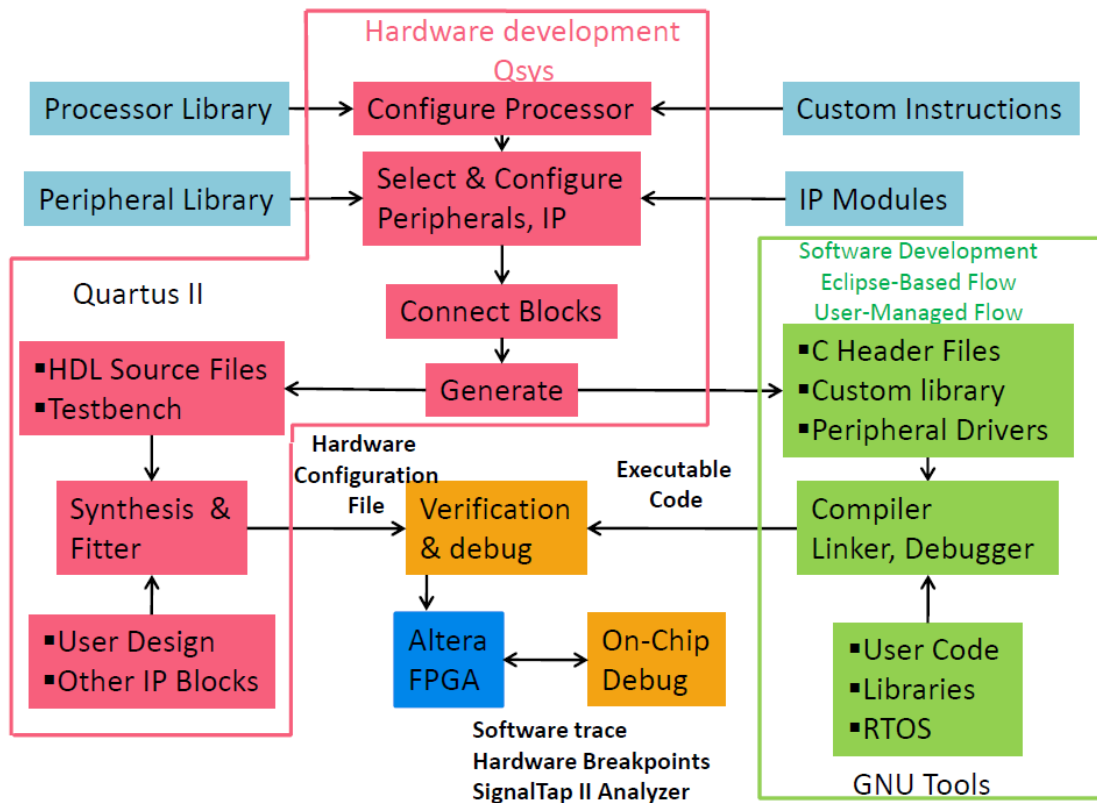 Hardware development
Qsys
Processor Library
Configure Processor
Custom Instructions
Peripheral Library
Select & Configure
Peripherals, IP
IP Modules
Software Development
Eclipse-Based Flow
User-Managed Flow
Quartus II
Connect Blocks
▪HDL Source Files
▪Testbench
Generate
▪C Header Files
▪Custom library
▪Peripheral Drivers
Hardware
Configuration
File
Executable
Code
Synthesis &
Fitter
Verification
& debug
Compiler
Linker, Debugger
▪User Design
▪Other IP Blocks
Altera
FPGA
On-Chip
Debug
▪User Code
▪Libraries
▪RTOS
Software trace
Hardware Breakpoints
SignalTap II Analyzer
GNU Tools